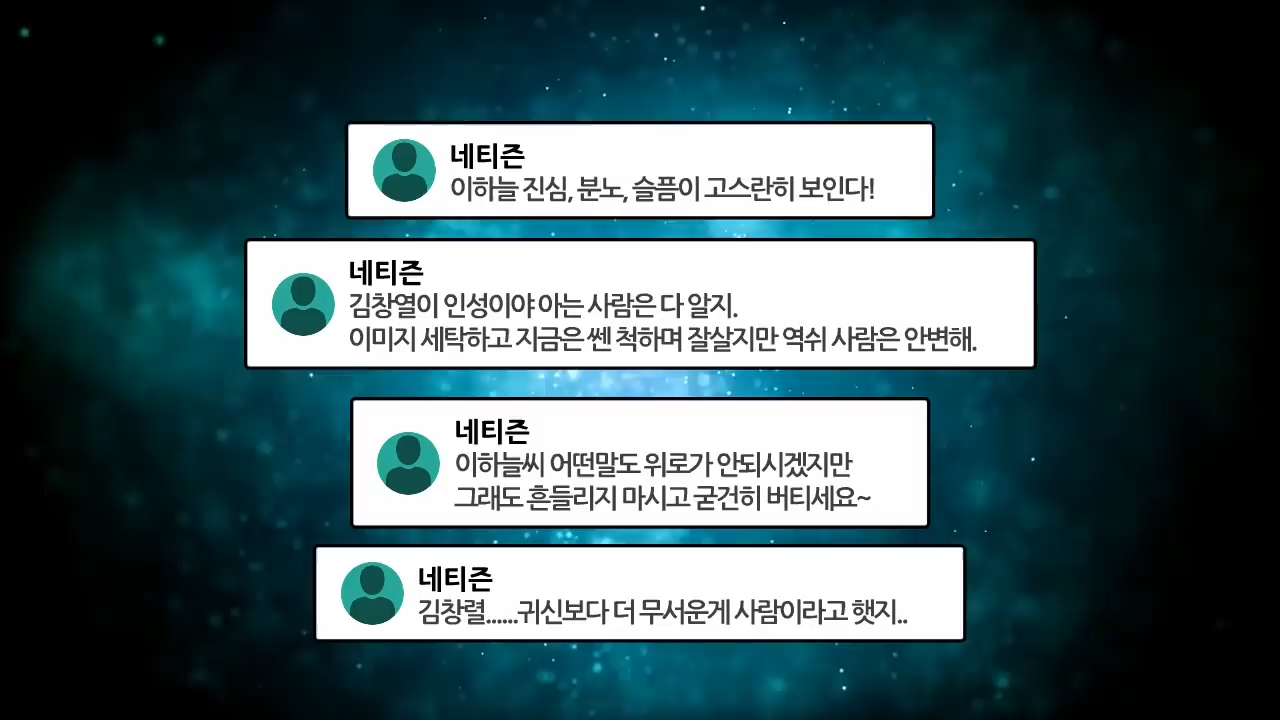 네티즌
이하늘 진심, 분노, 슬픔이 고스란히 보인다!
네티즌
김창열이 인성이야 아는 사람은 다 알지.
이미지 세탁하고 지금은 쎈 척하며 잘살지만 역쉬 사람은 안변해.
네티즌
이하늘씨 어떤말도 위로가 안되시겠지만
그래도 흔들리지 마시고 굳건히 버티세요~
네티즌
김창렬......귀신보다 더 무서운게 사람이라고 햇지..